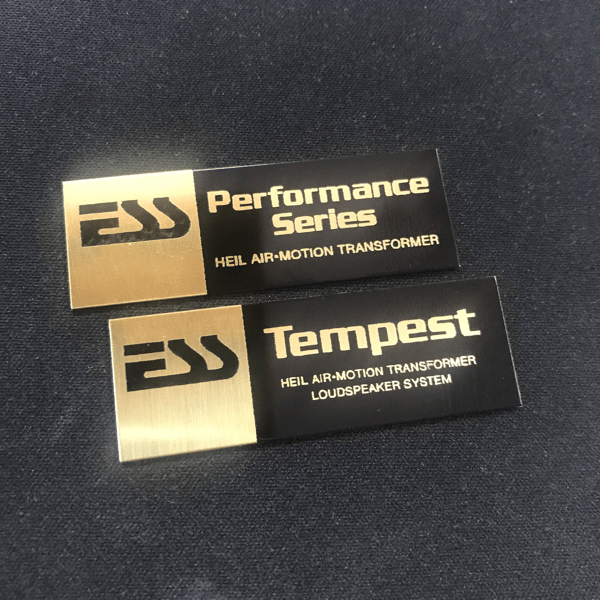 ESS
Performance
Series
HEIL AIR-MOTION TRANSFORMER
ESS
Tempest
HEIL AIR-MOTION TRANSFORMER
LOUDSPEAKER SYSTEM